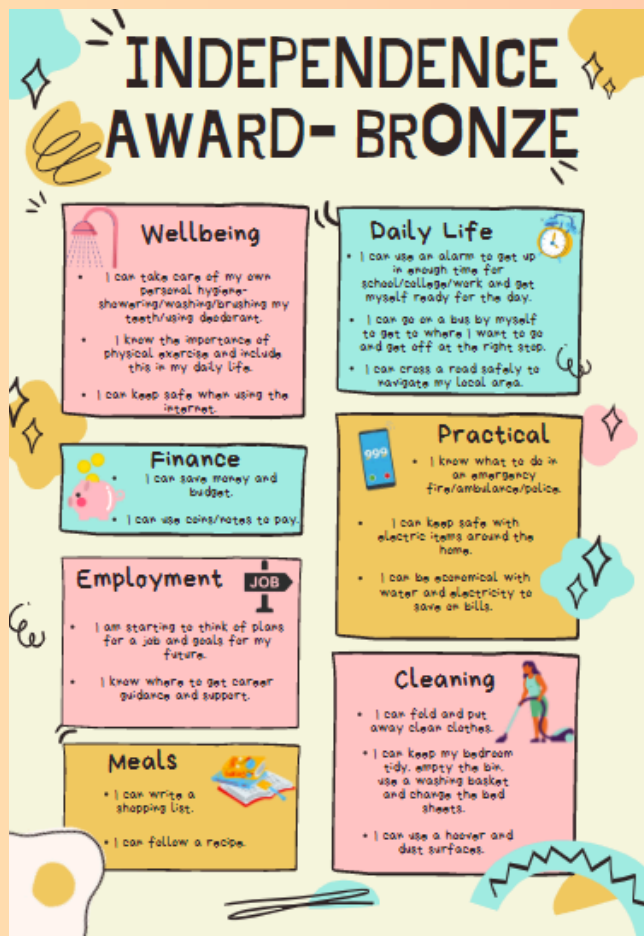 INDEPENDENCE
AWARD- BRONZE
Wellbeing
• I can take care of my own
personal hygiene-
showering/washing/brushing my
teeth/using deodorant.
• I know the importance of
physical exercise and include
this in my daily life.
• I can keep safe when using the
internet.
Finance
• I can save money and
budget.
• I can use coins/notes to pay.
Employment
JOB
• I am starting to think of plans
for a job and goals for my
future.
• I know where to get career
guidance and support.
Meals
• I can write a
shopping list.
• I can follow a recipe.
Daily Life
• I can use an alarm to get up
in enough time for
school/college/work and get
myself ready for the day.
• I can go on a bus by myself
to get to where I want to go
and get off at the right stop.
• I can cross a road safely to
navigate my local area.
Practical
999
• I know what to do in
an emergency
fire/ambulance/police.
• I can keep safe with
electric items around the
home.
• I can be economical with
water and electricity to
save on bills.
Cleaning
• I can fold and put
away clean clothes.
• I can keep my bedroom
tidy, empty the bin,
use a washing basket
and change the bed
sheets.
• I can use a hoover and
dust surfaces.